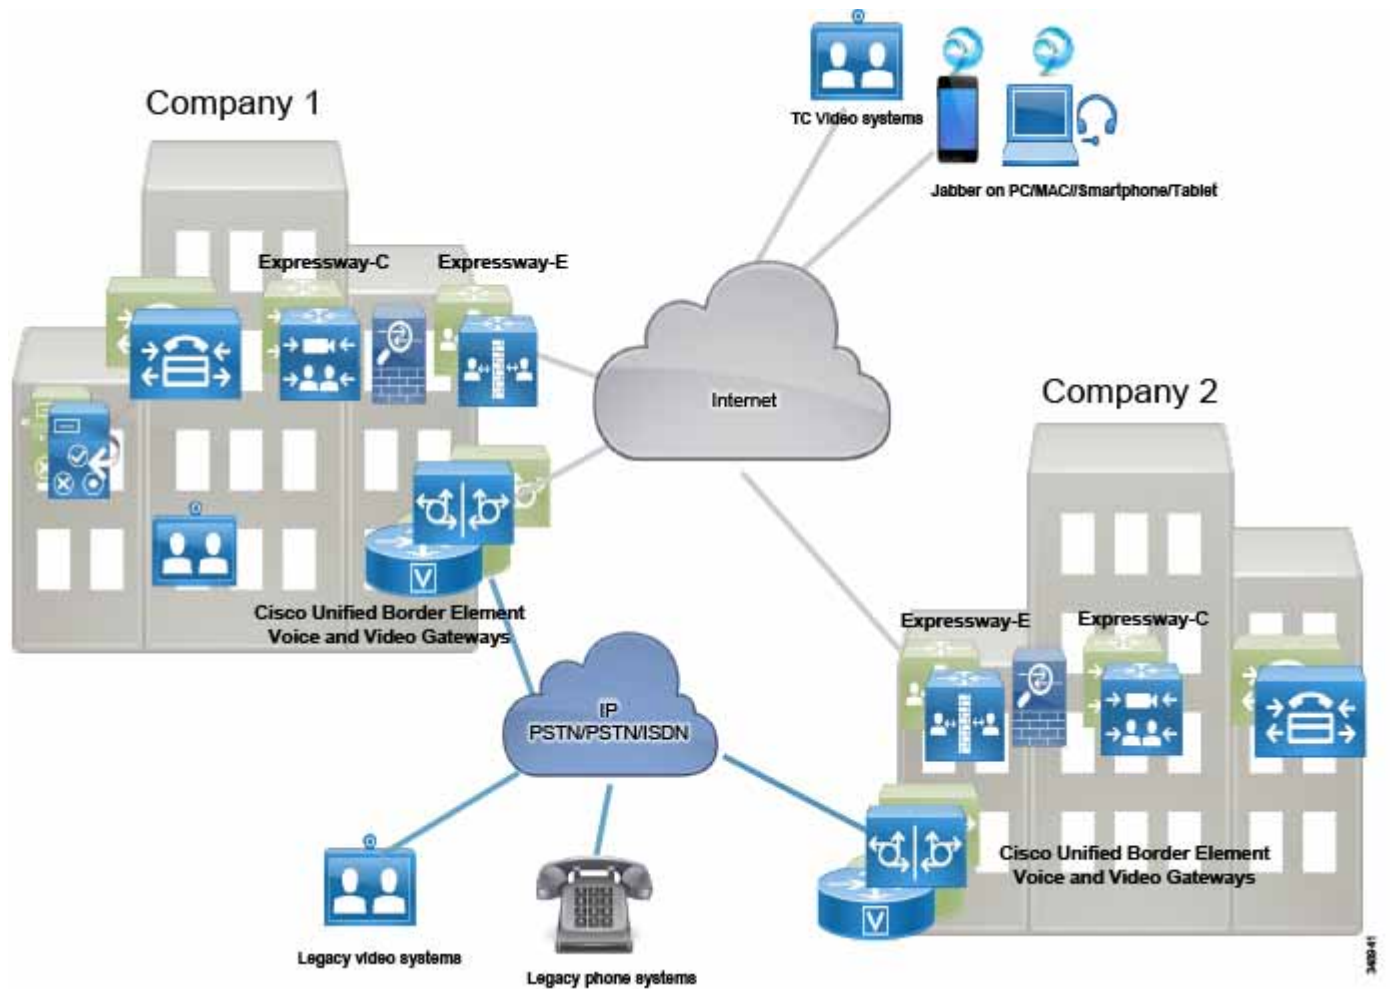 Company 1
TC Video systems
Jabber on PC/MAC//Smartphone/Tablet
Expressway-C
Expressway-E
Internet
Company 2
Cisco Unified Border Element
Voice and Video Gateways
Expressway-E
Expressway-C
IP
PSTN/PSTN/ISDN
V
Cisco Unified Border Element
Voice and Video Gateways
V
Legacy video systems
Legacy phone systems